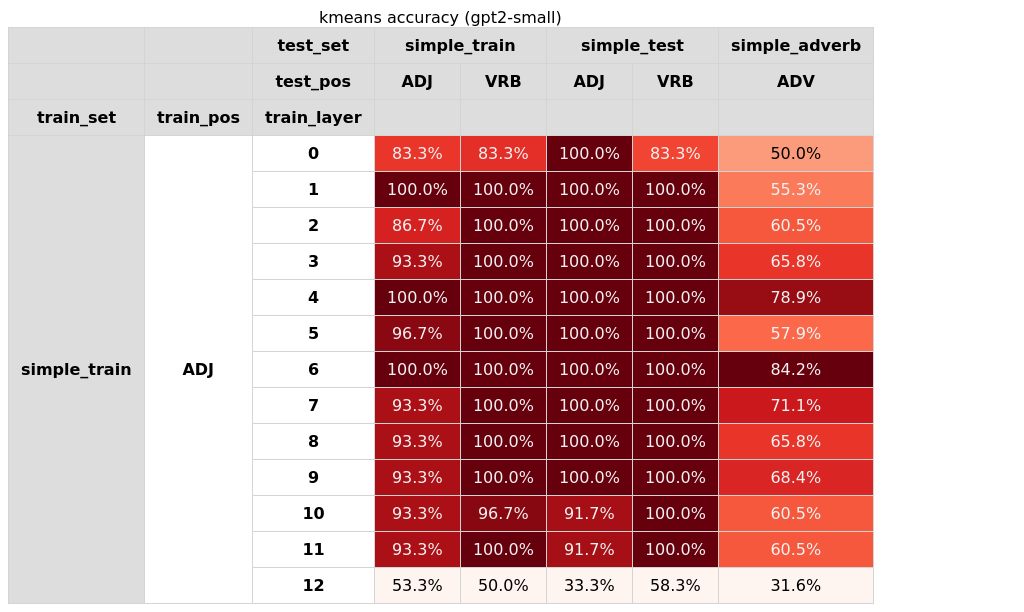 kmeans accuracy (gpt2-small)
test_set simple_train simple_test simple_adverb
test_pos ADJ VRB ADJ VRB ADV
train_set train_pos train_layer
0 83.3% 83.3% 100.0% 83.3% 50.0%
1 100.0% 100.0% 100.0% 100.0% 55.3%
2 86.7% 100.0% 100.0% 100.0% 60.5%
3 93.3% 100.0% 100.0% 100.0% 65.8%
4 100.0% 100.0% 100.0% 100.0% 78.9%
5 96.7% 100.0% 100.0% 100.0% 57.9%
simple_train ADJ 6 100.0% 100.0% 100.0% 100.0% 84.2%
7 93.3% 100.0% 100.0% 100.0% 71.1%
8 93.3% 100.0% 100.0% 100.0% 65.8%
9 93.3% 100.0% 100.0% 100.0% 68.4%
10 93.3% 96.7% 91.7% 100.0% 60.5%
11 93.3% 100.0% 91.7% 100.0% 60.5%
12 53.3% 50.0% 33.3% 58.3% 31.6%